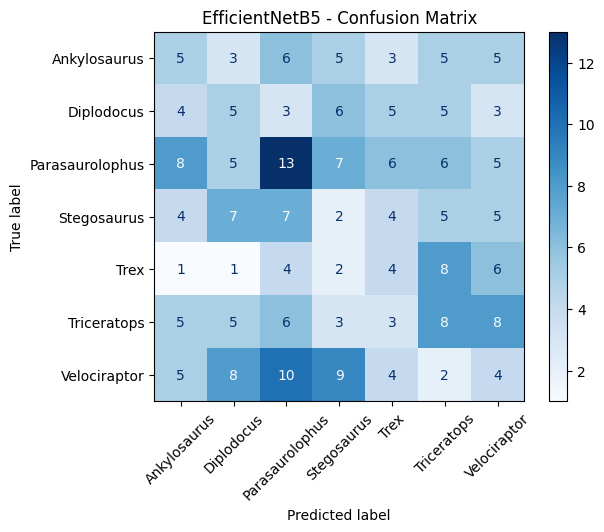 EfficientNetB5 - Confusion Matrix
True label
Ankylosaurus 5 3 6 5 3 5 5
Diplodocus 4 5 3 6 5 5 3
Parasaurolophus 8 5 13 7 6 6 5
Stegosaurus 4 7 7 2 4 5 5
Trex 1 1 4 2 4 8 6
Triceratops 5 5 6 3 3 8 8
Velociraptor 5 8 10 9 4 2 4
Ankylosaurus Diplodocus Parasaurolophus Stegosaurus Trex Triceratops Velociraptor
Predicted label
12
10
8
6
4
2